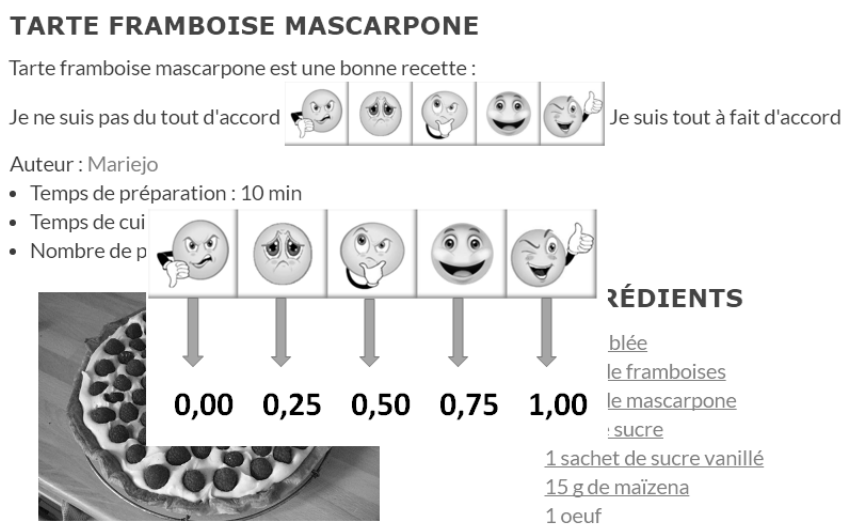 TARTE FRAMBOISE MASCARPONE
Tarte framboise mascarpone est une bonne recette :
Je ne suis pas du tout d'accord Je suis tout à fait d'accord
Auteur : Mariejo
• Temps de préparation : 10 min
• Temps de cui
• Nombre de p
RÉDIENTS
blée
de framboises
de mascarpone
sucre
0,00 0,25 0,50 0,75 1,00
1 sachet de sucre vanillé
15 g de maïzena
1 oeuf